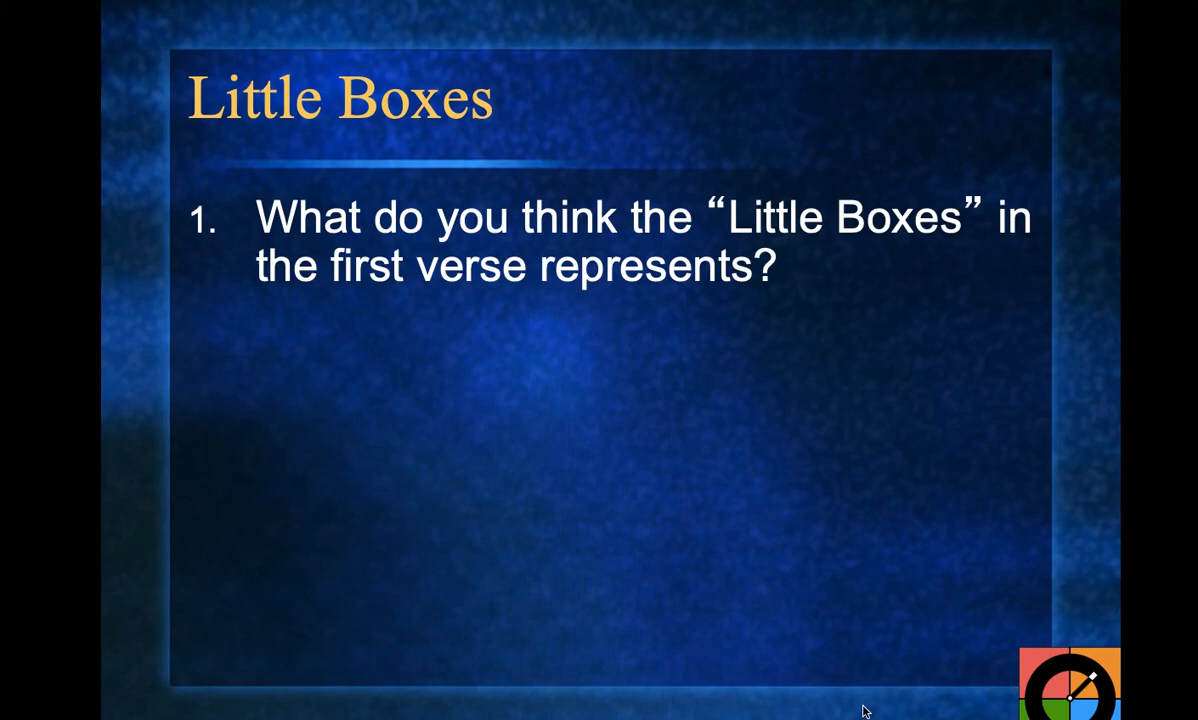 Little Boxes
1. What do you think the “Little Boxes” in
the first verse represents?